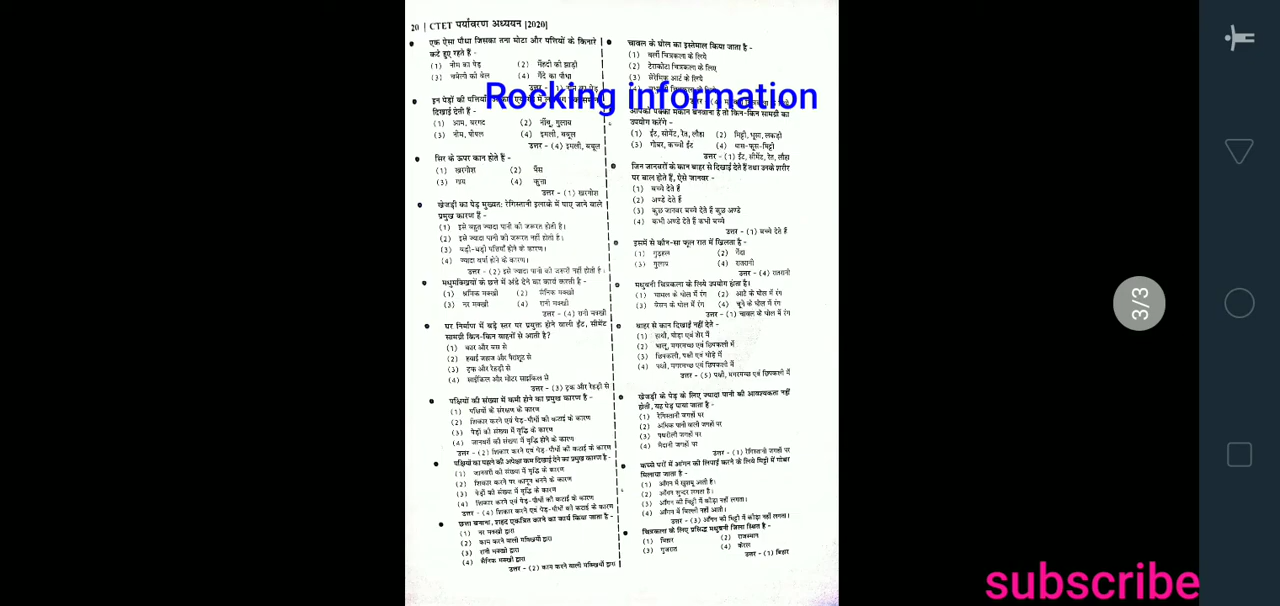 20 | CTET पर्यावरण अध्ययन [2020]
एक ऐसा पौधा जिसका तना मोटा और पत्तियों के किनारे
कटे हुए रहते हैं -
(1) नीम का पेड़ (2) मेंहदी की झाड़ी
(3) चमेली की बेल (4) गेंदे का पौधा
उत्तर - (1)
इन पेड़ों की पत्तियों
दिखाई देती हैं -
(1) आम, बरगद (2) नींबू, गुलाब
(3) नीम, पीपल (4) इमली, बबूल
उत्तर - (4) इमली, बबूल
सिर के ऊपर कान होते हैं -
(1) खरगोश (2) भैंस
(3) गाय (4) कुत्ता
उत्तर - (1) खरगोश
खेजड़ी का पेड़ मुख्यतः रेगिस्तानी इलाके में पाए जाने वाले
प्रमुख कारण हैं -
(1) इसे बहुत ज्यादा पानी की जरूरत होती है।
(2) इसे ज्यादा पानी की जरूरत नहीं होती है।
(3) बड़ी-बड़ी पत्तियाँ होने के कारण।
(4) ज्यादा वर्षा होने के कारण।
उत्तर - (2) इसे ज्यादा पानी की जरूरी नहीं होती है।
मधुमक्खियों के छत्ते में अंडे देने का कार्य करती है -
(1) श्रमिक मक्खी (2) सैनिक मक्खी
(3) नर मक्खी (4) रानी मक्खी
उत्तर - (4) रानी मक्खी
घर निर्माण में बड़े स्तर पर प्रयुक्त होने वाली ईंट, सीमेंट
सामग्री किन-किन वाहनों से आती है?
(1) कार और बस से
(2) हवाई जहाज और पैराशूट से
(3) ट्रक और रेहड़ी से
(4) साईकिल और मोटर साइकिल से
उत्तर - (3) ट्रक और रेहड़ी से
पक्षियों की संख्या में कमी होने का प्रमुख कारण है -
(1) पक्षियों के संरक्षण के कारण
(2) शिकार करने एवं पेड़-पौधों की कटाई के कारण
(3) पेड़ों की संख्या में वृद्धि के कारण
(4) जानवरों की संख्या में वृद्धि होने के कारण
उत्तर - (2) शिकार करने एवं पेड़-पौधों की कटाई के कारण
पक्षियों का पहले की अपेक्षा कम दिखाई देने का प्रमुख कारण है -
(1) जानवरों की संख्या में वृद्धि के कारण
(2) शिकार करने पर कानून बनने के कारण
(3) पेड़ों की संख्या में वृद्धि के कारण
(4) शिकार करने एवं पेड़-पौधों की कटाई के कारण
उत्तर - (4) शिकार करने एवं पेड़-पौधों की कटाई के कारण
छत्ता बनाना, शहद एकत्रित करने का कार्य किया जाता है -
(1) नर मक्खी द्वारा
(2) काम करने वाली मक्खियों द्वारा
(3) रानी मक्खी द्वारा
(4) सैनिक मक्खी द्वारा
उत्तर - (2) काम करने वाली मक्खियों द्वारा
चावल के घोल का इस्तेमाल किया जाता है -
(1) वर्ली चित्रकला के लिये
(2) टेराकोटा चित्रकला के लिए
(3) सेरेमिक आर्ट के लिये
Rocking information
आपको पक्का मकान बनवाना है तो किन-किन सामग्री का
उपयोग करेंगे -
(1) ईंट, सीमेंट, रेत, लौहा (2) मिट्टी, भूसा, लकड़ी
(3) गोबर, कच्ची ईंट (4) घास-फूस-मिट्टी
उत्तर - (1) ईंट, सीमेंट, रेत, लौहा
जिन जानवरों के कान बाहर से दिखाई देते हैं तथा उनके शरीर
पर बाल होते हैं, ऐसे जानवर -
(1) बच्चे देते हैं
(2) अण्डे देते हैं
(3) कुछ जानवर बच्चे देते हैं कुछ अण्डे
(4) कभी अण्डे देते हैं कभी बच्चे
उत्तर - (1) बच्चे देते हैं
इसमें से कौन-सा फूल रात में खिलता है -
(1) गुड़हल (2) गेंदा
(3) गुलाब (4) रातरानी
उत्तर - (4) रातरानी
मधुबनी चित्रकला के लिये उपयोग होता है।
(1) चावल के घोल में रंग (2) आटे के घोल में रंग
(3) बेसन के घोल में रंग (4) चूने के घोल में रंग
उत्तर - (1) चावल के घोल में रंग
बाहर से कान दिखाई नहीं देते -
(1) हाथी, घोड़ा एवं शेर में
(2) भालू, मगरमच्छ एवं छिपकली में
(3) छिपकली, पक्षी एवं घोड़े में
(4) पक्षी, मगरमच्छ एवं छिपकली में
उत्तर - (5) पक्षी, मगरमच्छ एवं छिपकली में
खेजड़ी के पेड़ के लिए ज्यादा पानी की आवश्यकता नहीं
होती, यह पेड़ पाया जाता है -
(1) रेगिस्तानी जगहों पर
(2) अधिक पानी वाली जगहों पर
(3) पथरीली जगहों पर
(4) मैदानी जगहों पर
उत्तर - (1) रेगिस्तानी जगहों पर
कच्चे घरों में आंगन की लिपाई करने के लिये मिट्टी में गोबर
मिलाया जाता है -
(1) आँगन में खुशबू आती है।
(2) आँगन सुन्दर लगता है।
(3) आँगन की मिट्टी में कीड़ा नहीं लगता।
(4) आँगन में बिल्ली नहीं आती।
उत्तर - (3) आँगन की मिट्टी में कीड़ा नहीं लगता।
चित्रकला के लिए प्रसिद्ध मधुबनी जिला स्थित है -
(1) बिहार (2) राजस्थान
(3) गुजरात (4) केरल
उत्तर - (1) बिहार
3/3
subscribe